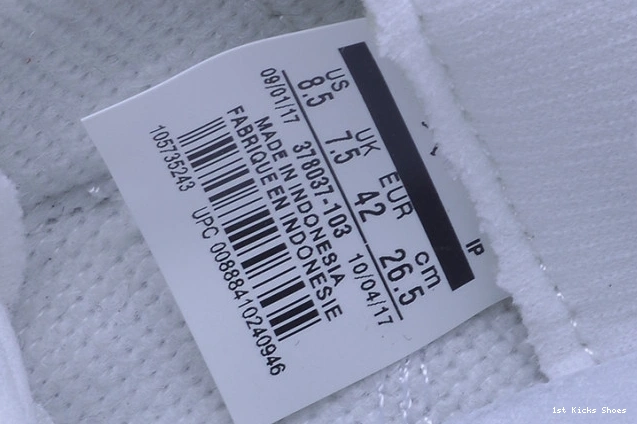 US UK EUR cm
8.5 7.5 42 26.5
09/01/17 378037-103 10/04/17
MADE IN INDONESIA
FABRIQUE EN INDONESIE
105735243 UPC 00888410240946
IP
1st Kicks Shoes